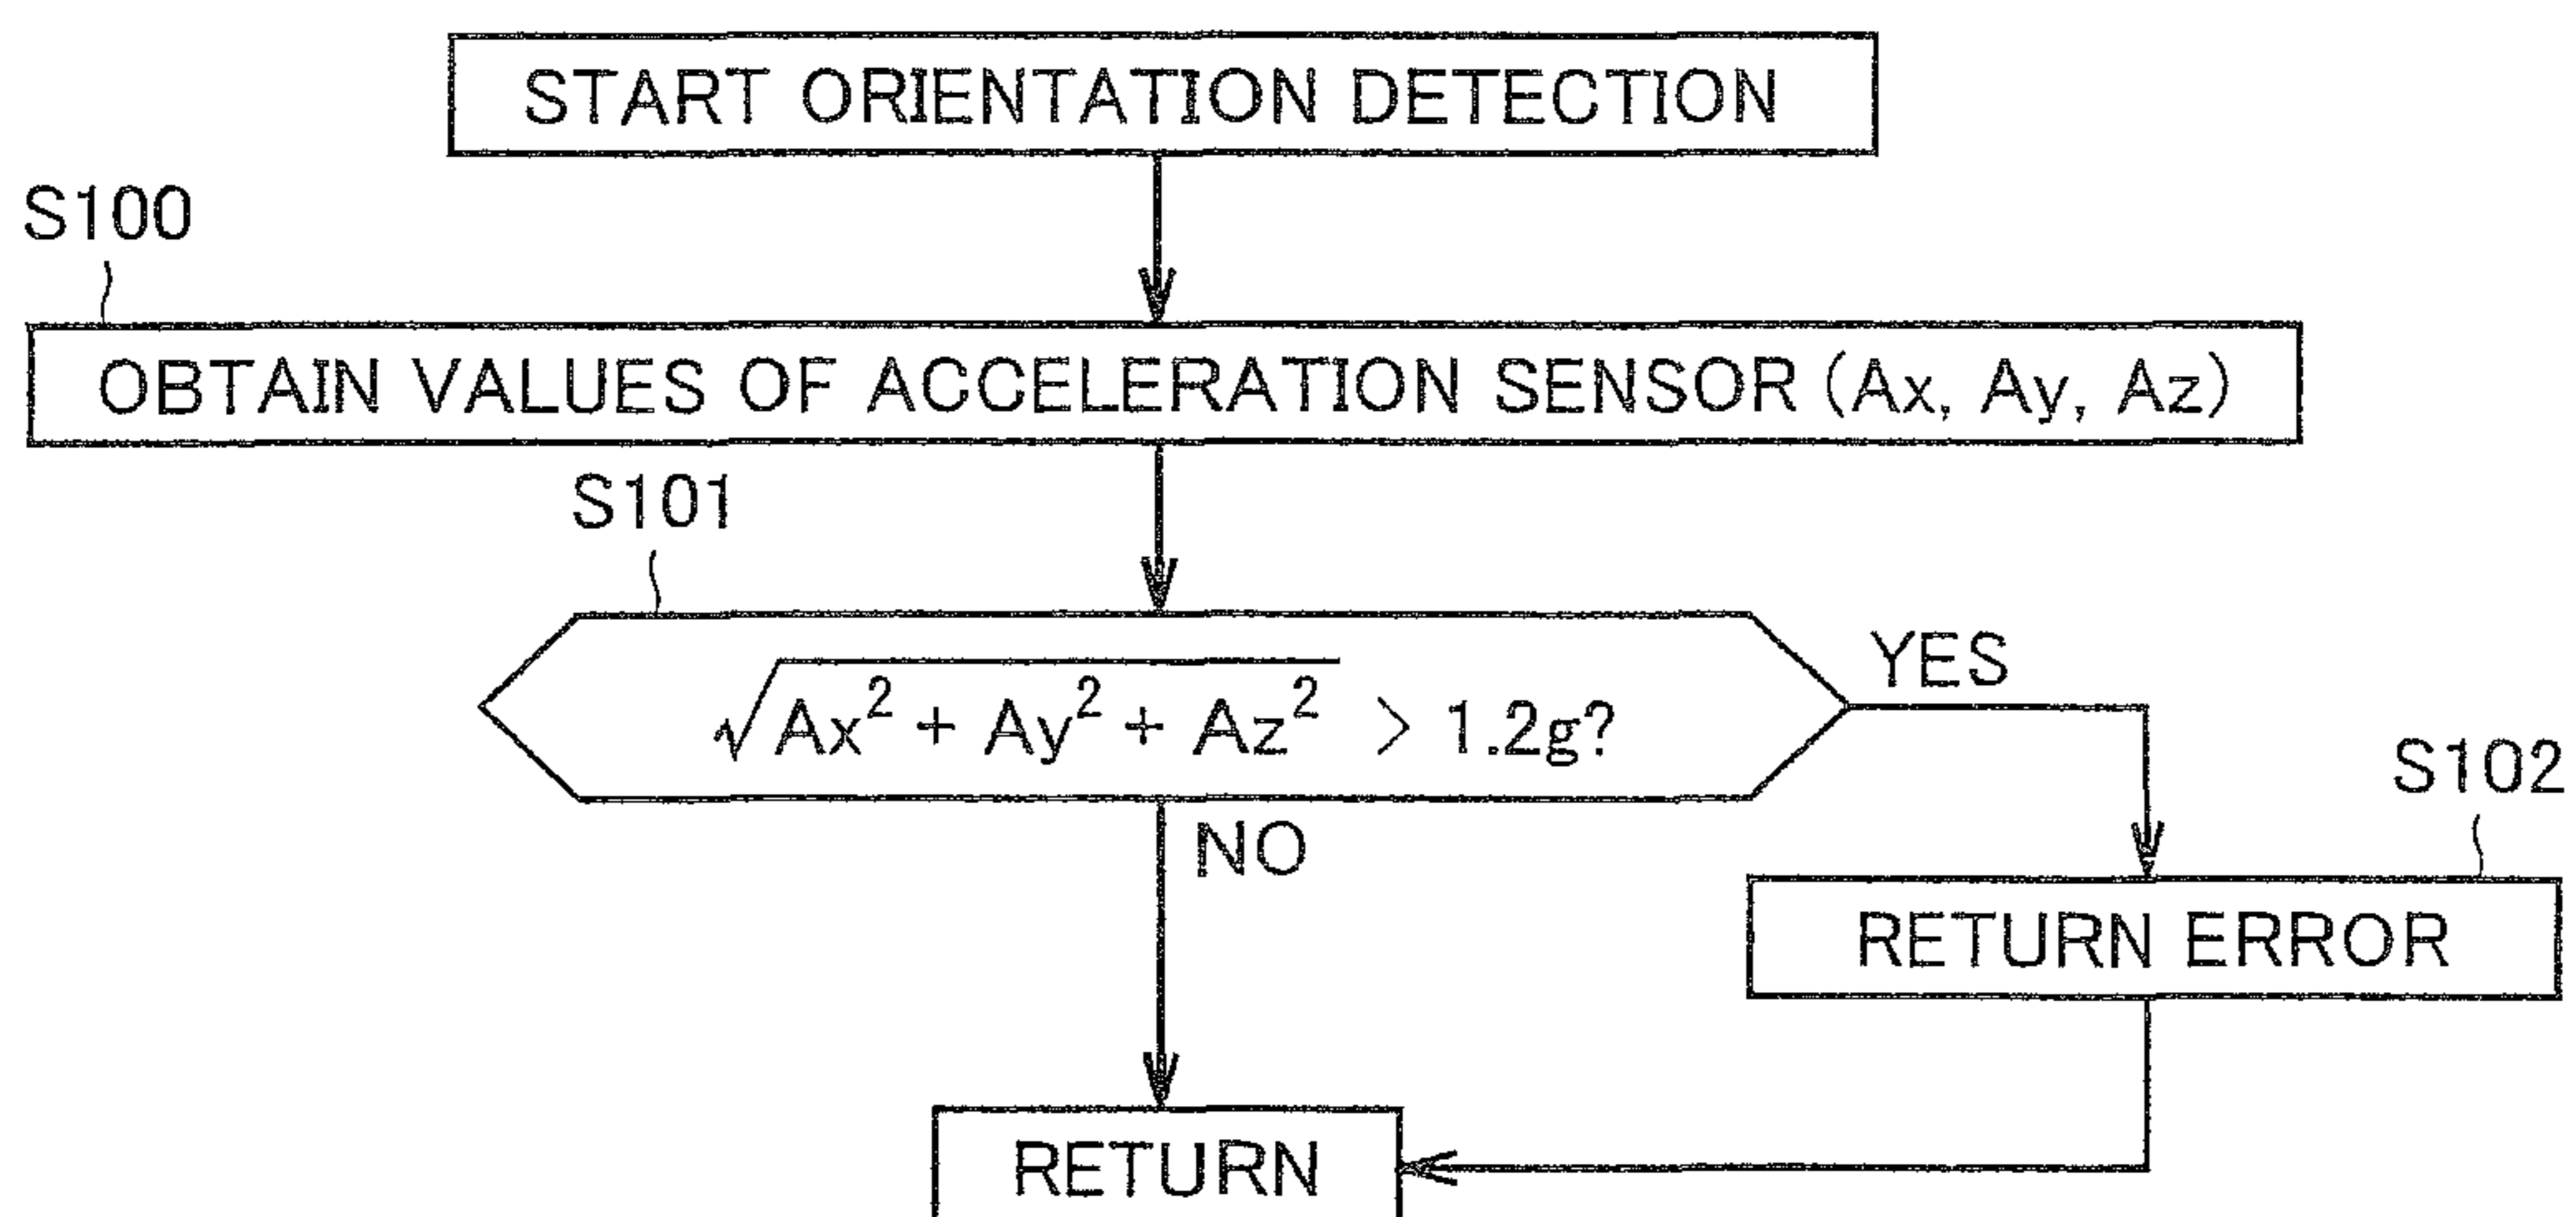 START ORIENTATION DETECTION
S100
OBTAIN VALUES OF ACCELERATION SENSOR (Ax, Ay, Az)
S101
√Ax² + Ay² + Az² > 1.2g?
YES
S102
NO
RETURN ERROR
RETURN